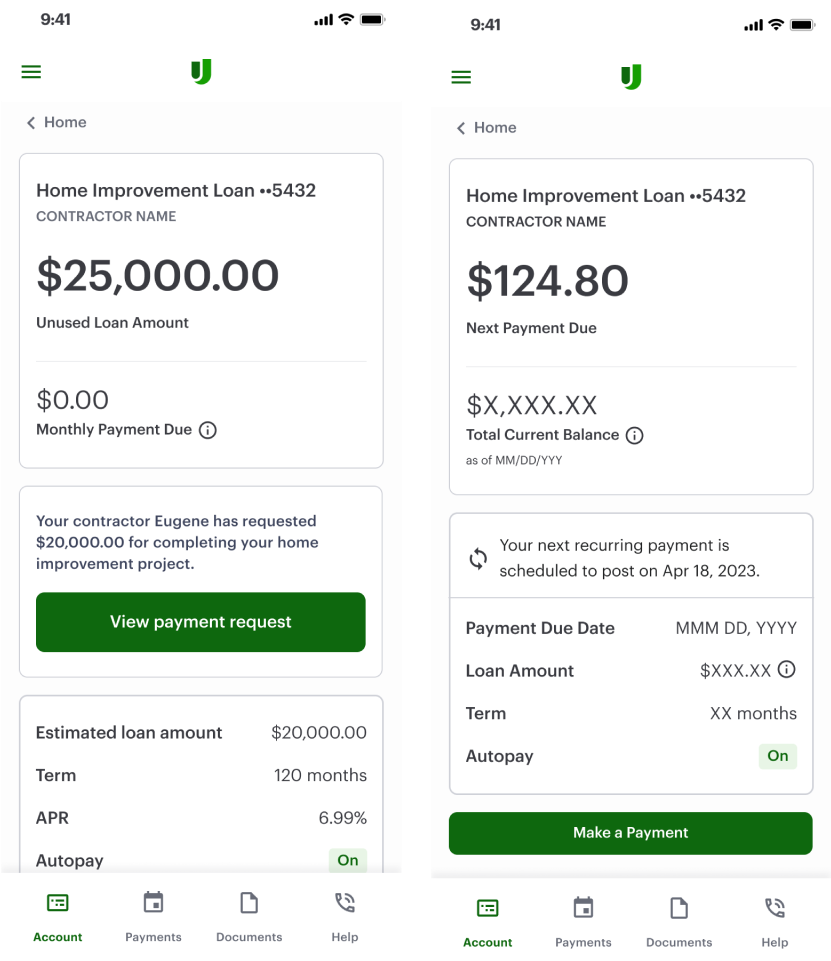 9:41
Home
Home Improvement Loan ••5432
CONTRACTOR NAME
$25,000.00
Unused Loan Amount
$0.00
Monthly Payment Due
Your contractor Eugene has requested
$20,000.00 for completing your home
improvement project.
View payment request
Estimated loan amount $20,000.00
Term 120 months
APR 6.99%
Autopay On
Account Payments Documents Help
9:41
Home
Home Improvement Loan ••5432
CONTRACTOR NAME
$124.80
Next Payment Due
$X,XXX.XX
Total Current Balance
as of MM/DD/YYY
Your next recurring payment is
scheduled to post on Apr 18, 2023.
Payment Due Date MMM DD, YYYY
Loan Amount $XXX.XX
Term XX months
Autopay On
Make a Payment
Account Payments Documents Help